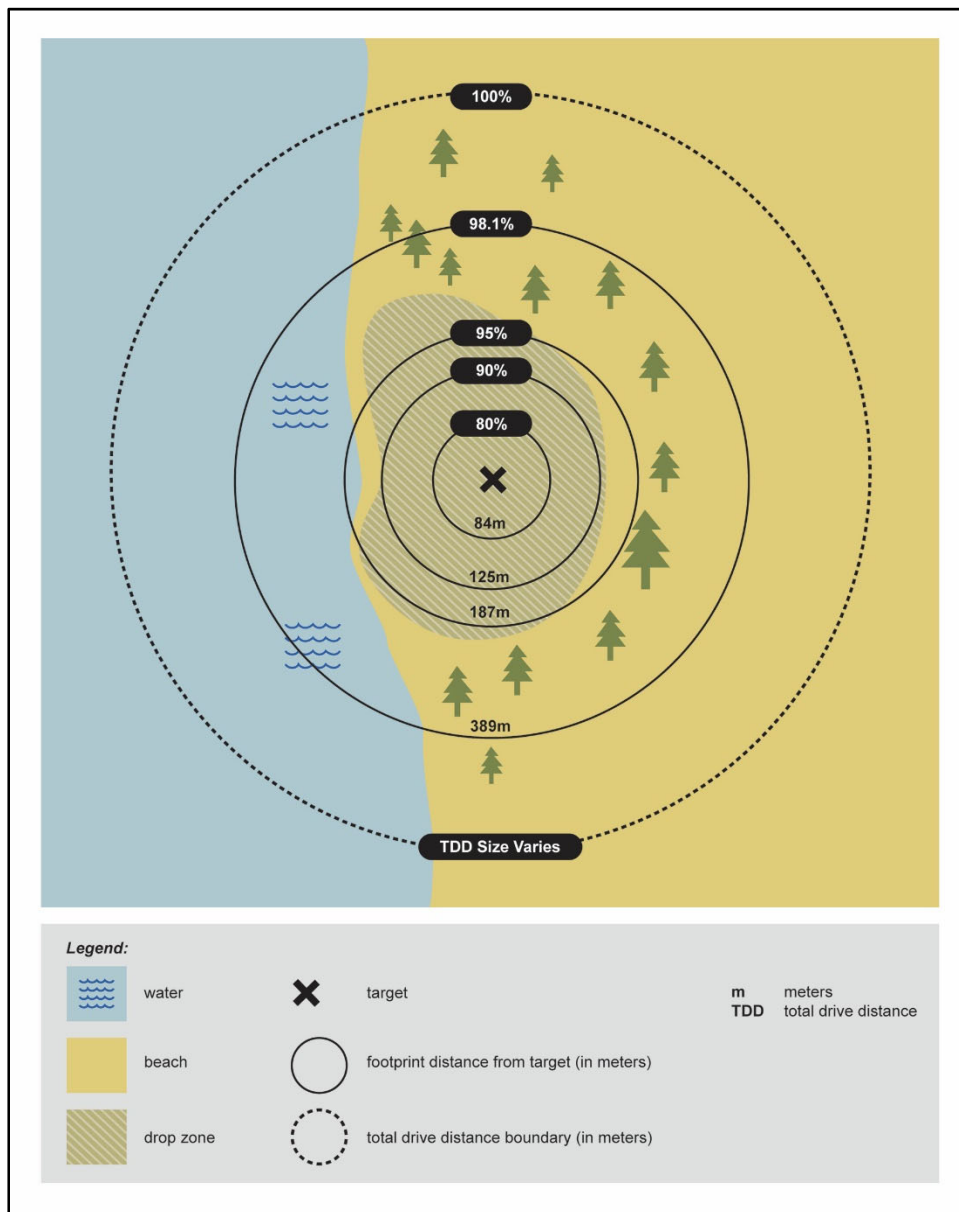 100%
98.1%
95%
90%
80%
84m
125m
187m
389m
TDD Size Varies
Legend:
water
target
m meters
TDD total drive distance
beach
footprint distance from target (in meters)
drop zone
total drive distance boundary (in meters)